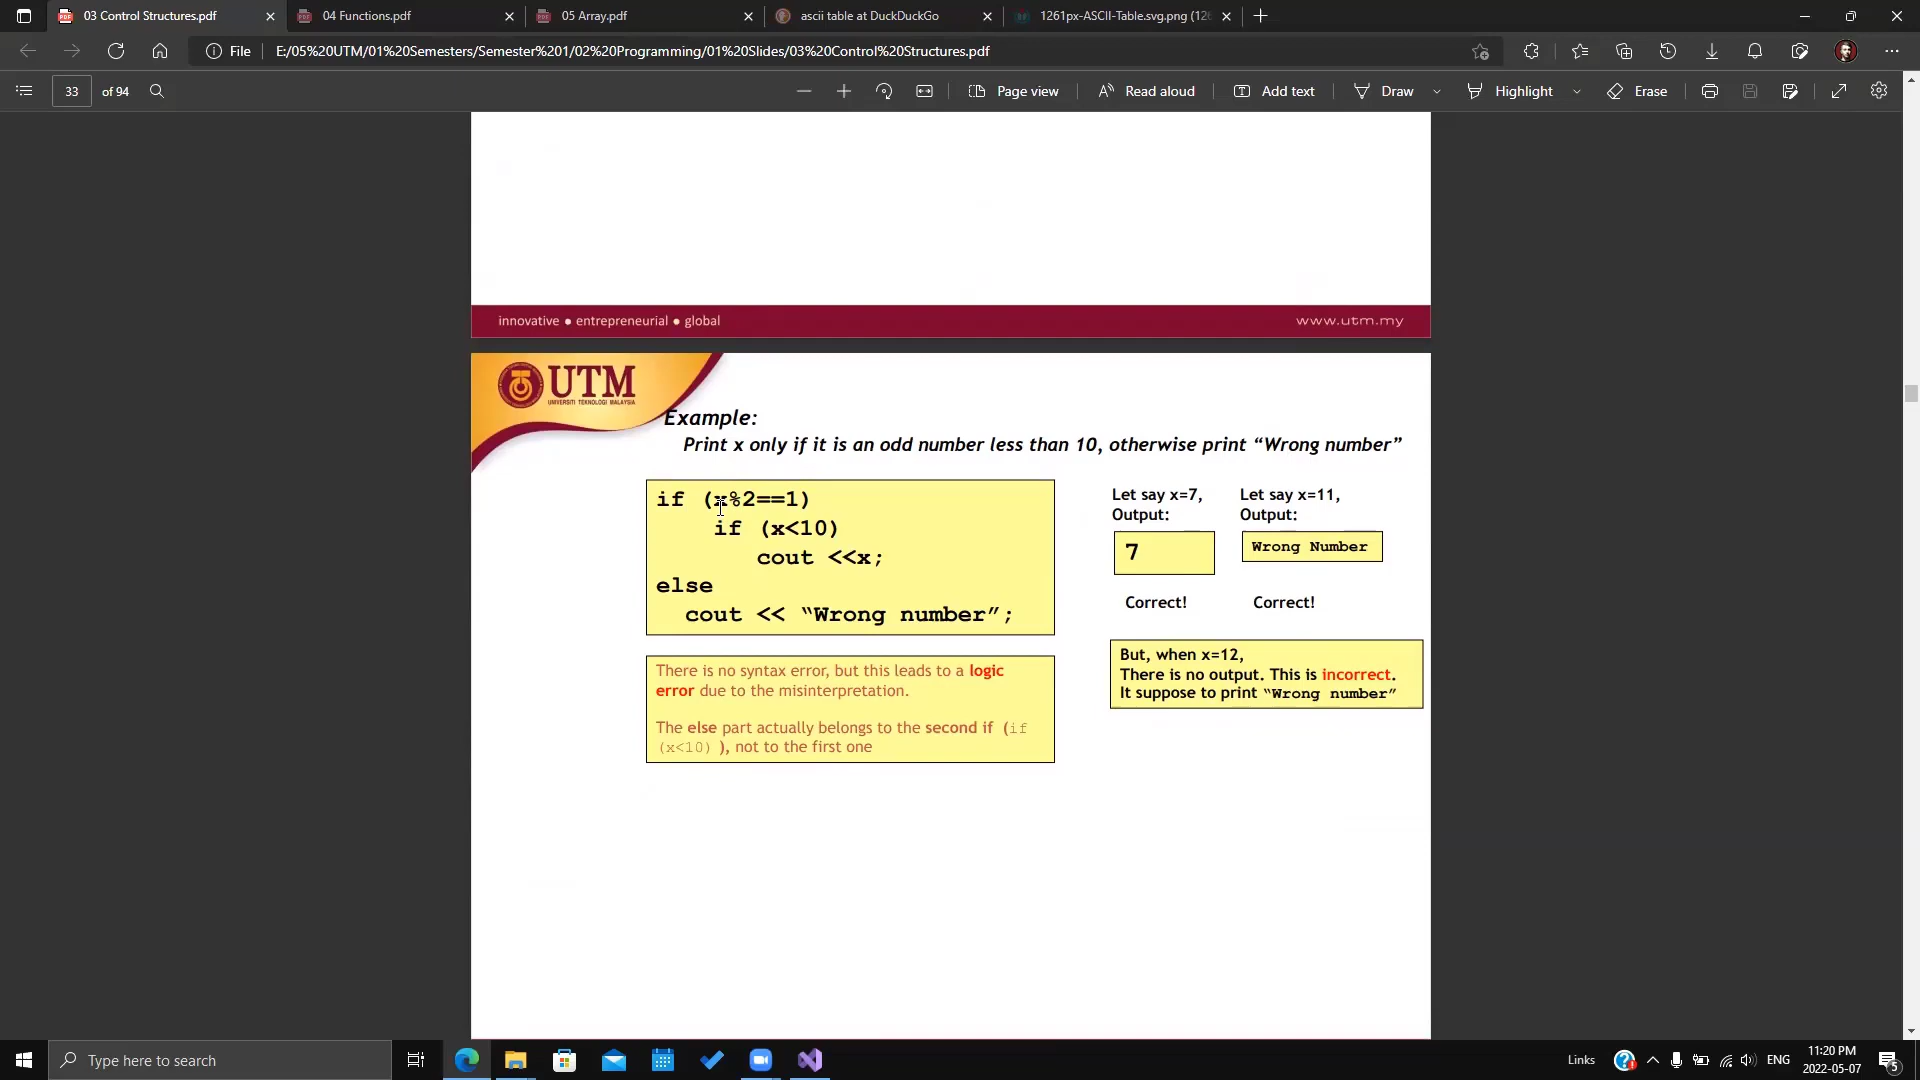 03 Control Structures.pdf
04 Functions.pdf
05 Array.pdf
ascii table at DuckDuckGo
1261px-ASCII-Table.svg.png (126
File
E:/05%20UTM/01%20Semesters/Semester%201/02%20Programming/01%20Slides/03%20Control%20Structures.pdf
33 of 94
Page view
Read aloud
Add text
Draw
Highlight
Erase
innovative ● entrepreneurial ● global
www.utm.my
UTM
UNIVERSITI TEKNOLOGI MALAYSIA
Example:
Print x only if it is an odd number less than 10, otherwise print “Wrong number”
if (x%2==1)
if (x<10)
cout <<x;
else
cout << “Wrong number”;
Let say x=7,
Output:
7
Correct!
Let say x=11,
Output:
Wrong Number
Correct!
There is no syntax error, but this leads to a logic
error due to the misinterpretation.
The else part actually belongs to the second if (if
(x<10) ), not to the first one
But, when x=12,
There is no output. This is incorrect.
It suppose to print “Wrong number”
Type here to search
Links
ENG
11:20 PM
2022-05-07
5